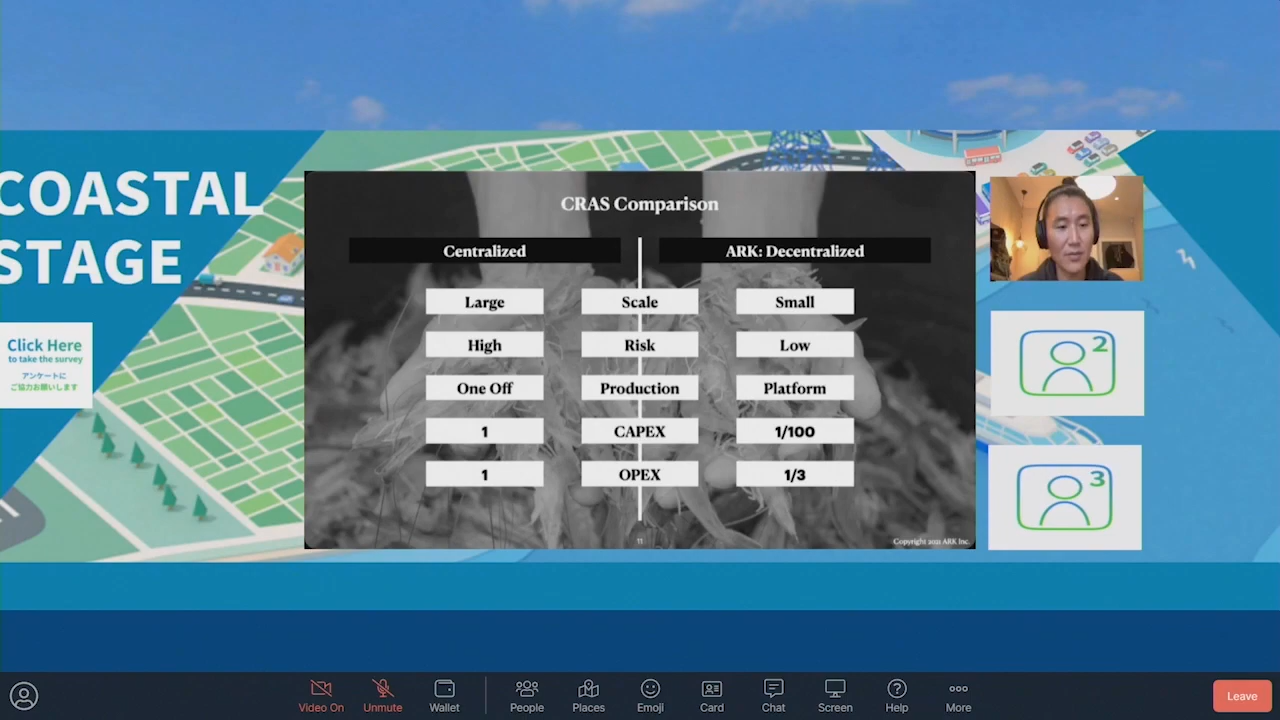 COASTAL
STAGE
Click Here
to take the survey
アンケートに
ご協力お願いします
CRAS Comparison
Centralized
ARK: Decentralized
Large
Scale
Small
High
Risk
Low
One Off
Production
Platform
1
CAPEX
1/100
1
OPEX
1/3
11
Copyright 2021 ARK Inc.
2
3
Video On
Unmute
Wallet
People
Places
Emoji
Card
Chat
Screen
Help
More
Leave